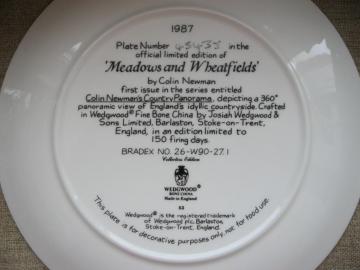 1987
Plate Number in the
official limited edition of
'Meadows and Wheatfields'
by Colin Newman
first issue in the series entitled
Colin Newman's Country Panorama, depicting a 360°
panoramic view of England's idyllic countryside. Crafted
in Wedgwood® Fine Bone China by Josiah Wedgwood &
Sons Limited, Barlaston, Stoke-on-Trent,
England, in an edition limited to
150 firing days.
BRADEX NO. 26-W90-27.1
Collectors Edition
WEDGWOOD®
BONE CHINA
Made in England
Wedgwood® is the registered trademark
of Wedgwood plc, Barlaston,
Stoke-on-Trent, England.
This plate is for decorative purposes only, not for food use.